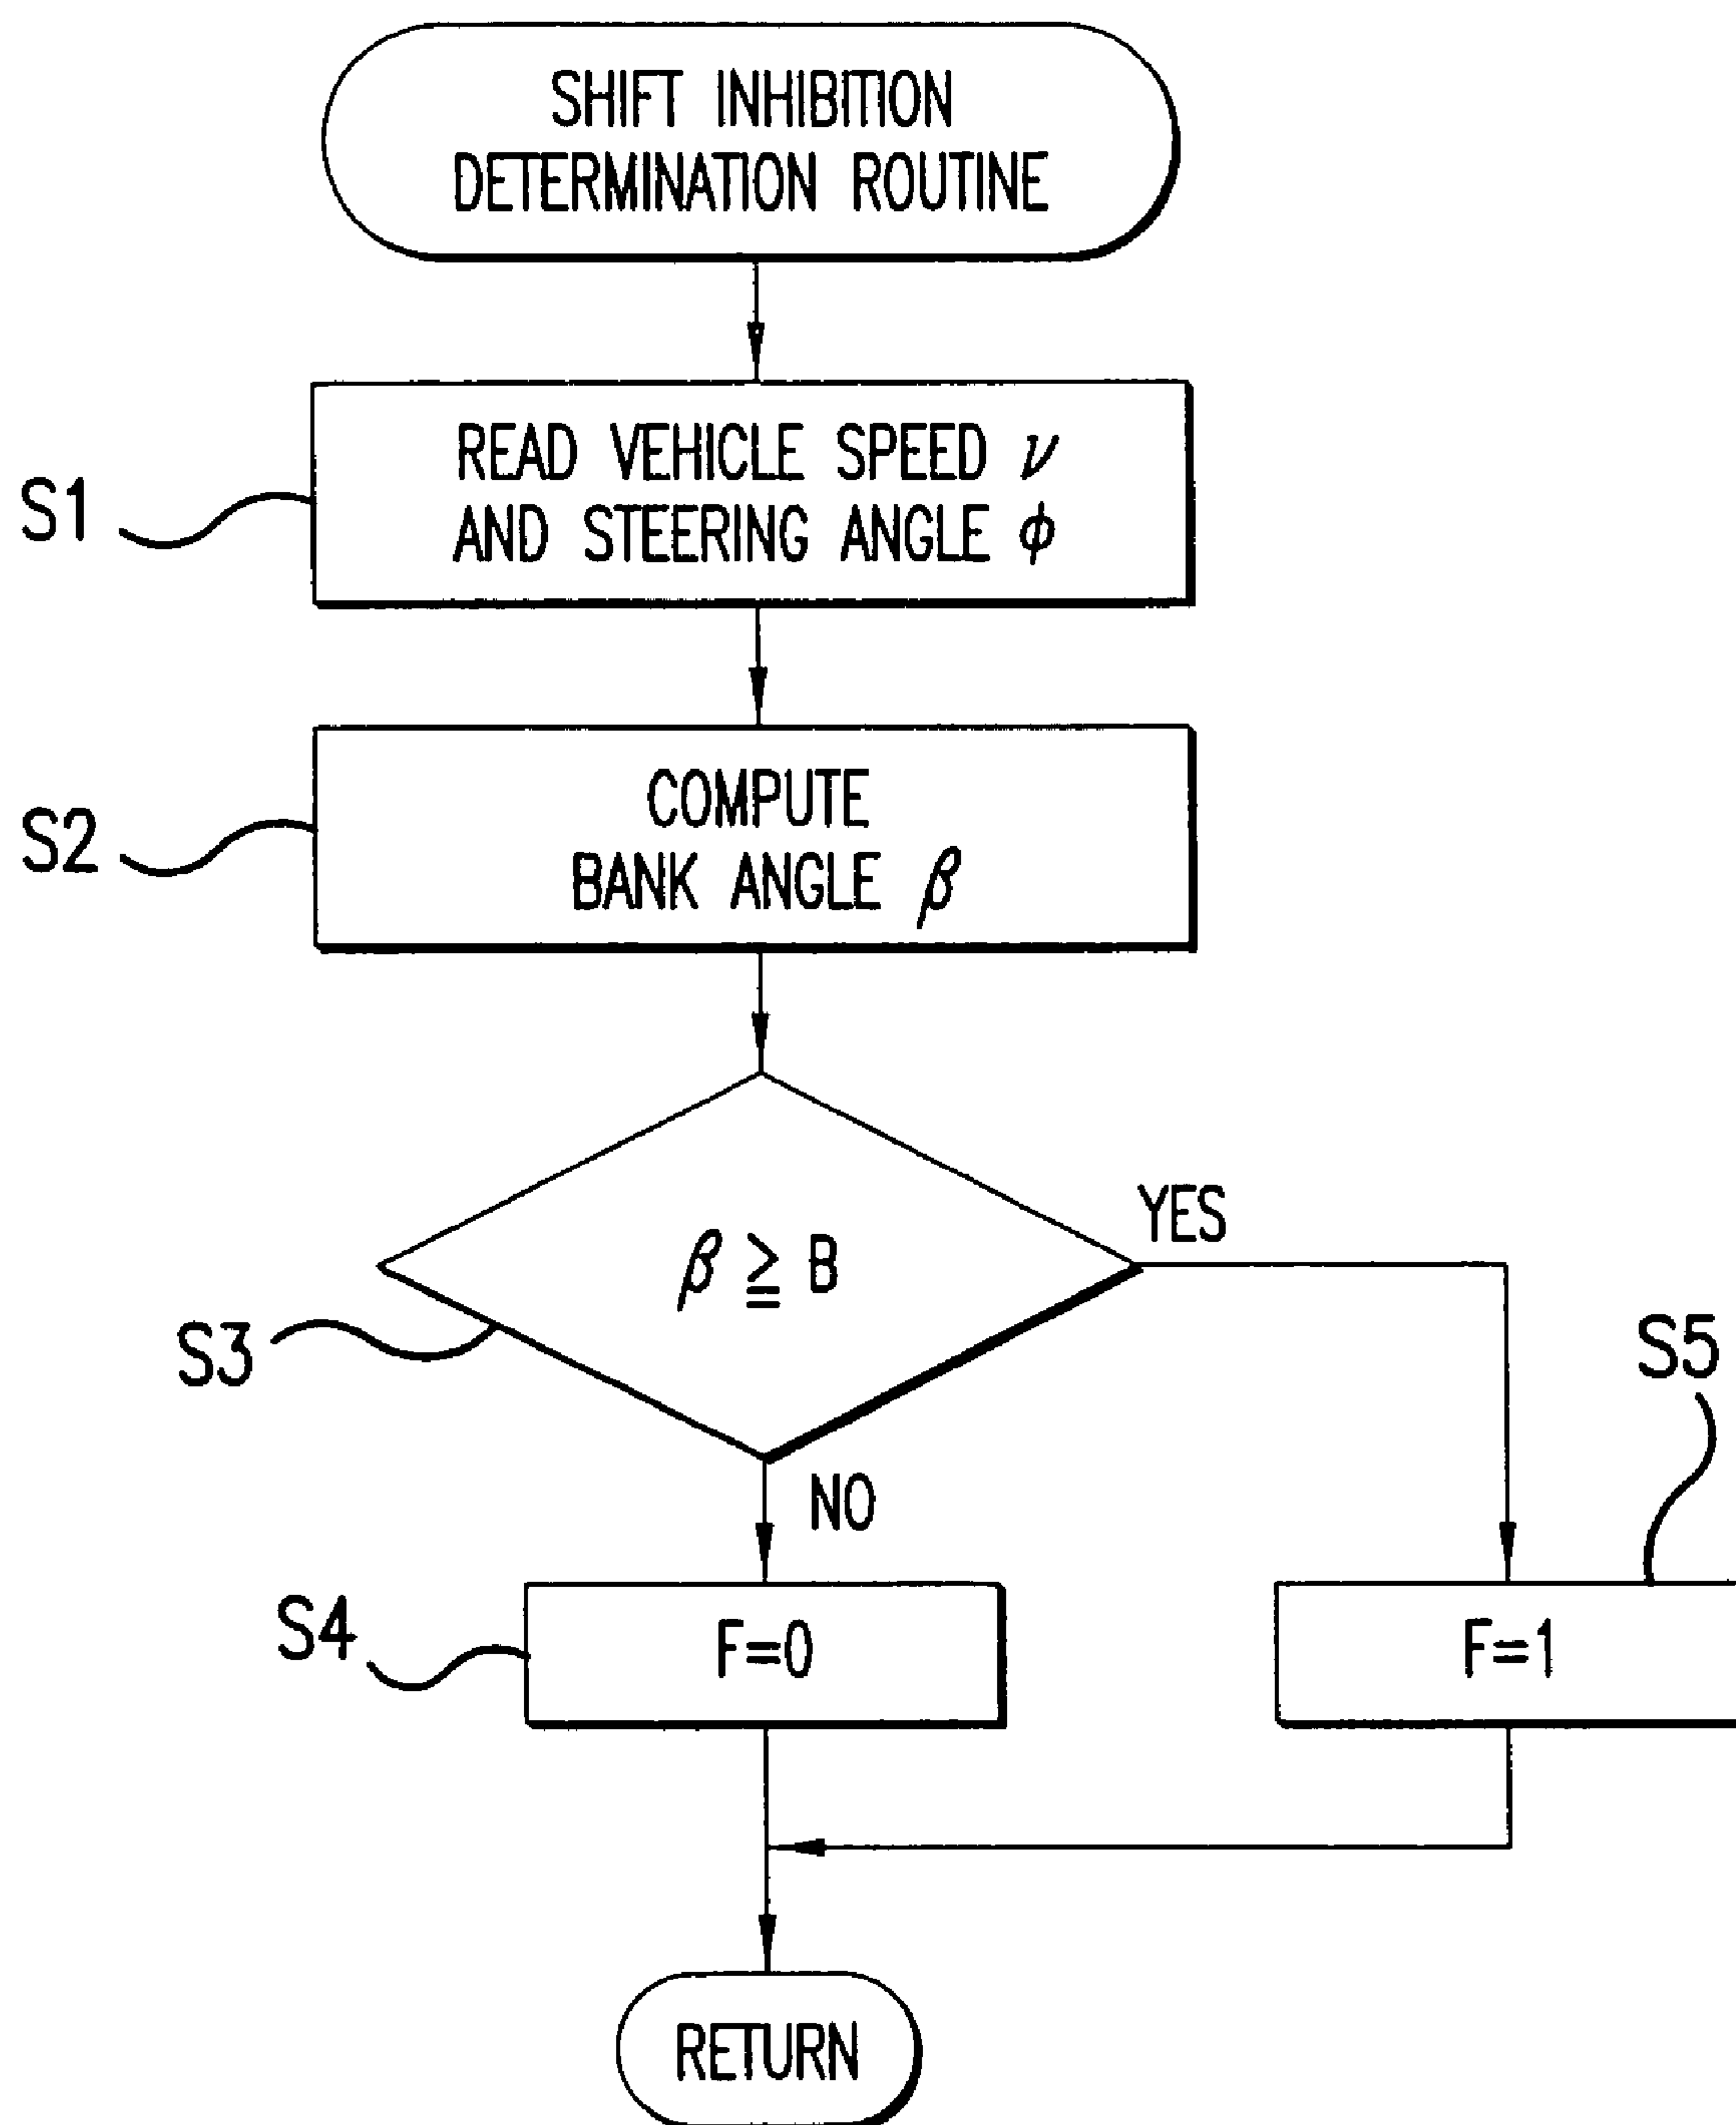 SHIFT INHIBITION
DETERMINATION ROUTINE
S1
READ VEHICLE SPEED ν
AND STEERING ANGLE ϕ
S2
COMPUTE
BANK ANGLE β
S3
β ≧ B
YES
NO
S4
F=0
S5
F=1
RETURN